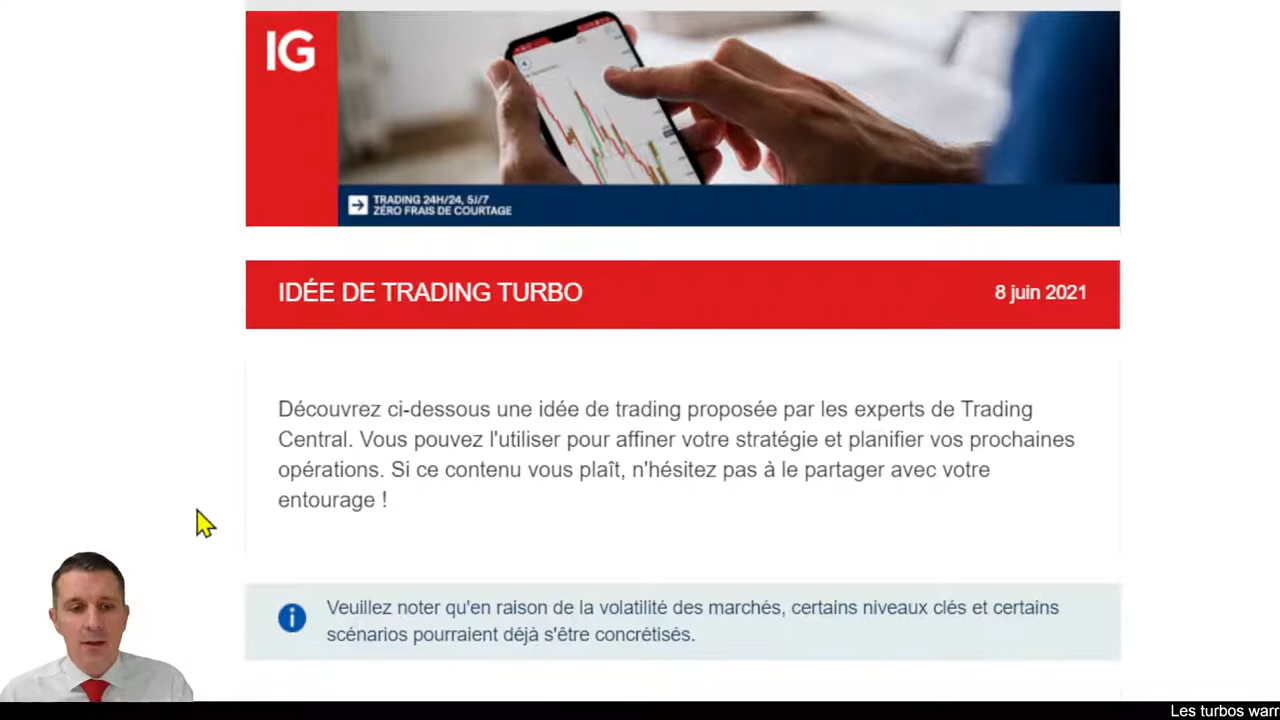 IG
TRADING 24H/24, 5J/7
ZÉRO FRAIS DE COURTAGE
IDÉE DE TRADING TURBO
8 juin 2021
Découvrez ci-dessous une idée de trading proposée par les experts de Trading
Central. Vous pouvez l'utiliser pour affiner votre stratégie et planifier vos prochaines
opérations. Si ce contenu vous plaît, n'hésitez pas à le partager avec votre
entourage !
Veuillez noter qu'en raison de la volatilité des marchés, certains niveaux clés et certains
scénarios pourraient déjà s'être concrétisés.
Les turbos warr